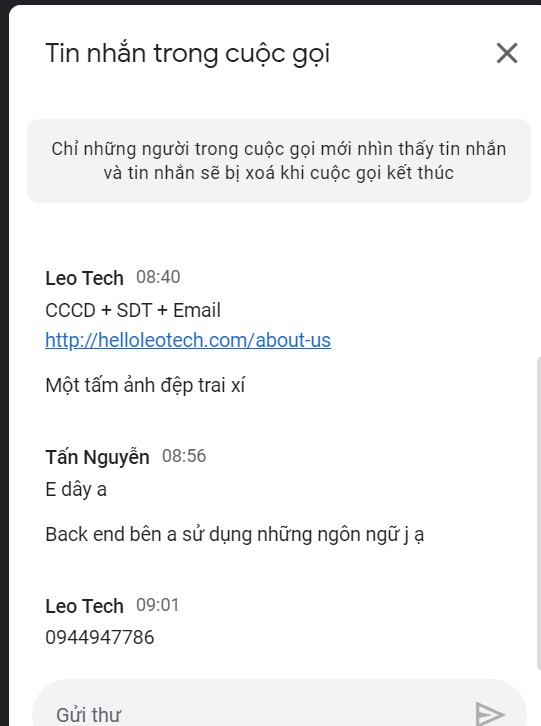 Tin nhắn trong cuộc gọi
Chỉ những người trong cuộc gọi mới nhìn thấy tin nhắn
và tin nhắn sẽ bị xoá khi cuộc gọi kết thúc
Leo Tech 08:40
CCCD + SDT + Email
http://helloleotech.com/about-us
Một tấm ảnh đẹp trai xí
Tấn Nguyễn 08:56
E dây a
Back end bên a sử dụng những ngôn ngữ j ạ
Leo Tech 09:01
0944947786
Gửi thư